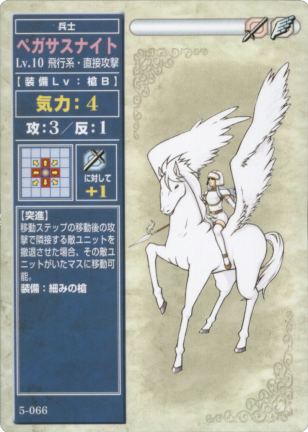 兵士
ペガサスナイト
Lv.10 飛行系・直接攻撃
【装備Lv：槍B】
気力：4
攻：3／反：1
に対して
+1
【突進】
移動ステップの移動後の攻
撃で隣接する敵ユニットを
撤退させた場合、その敵ユ
ニットがいたマスに移動可
能。
装備：細みの槍
5-066